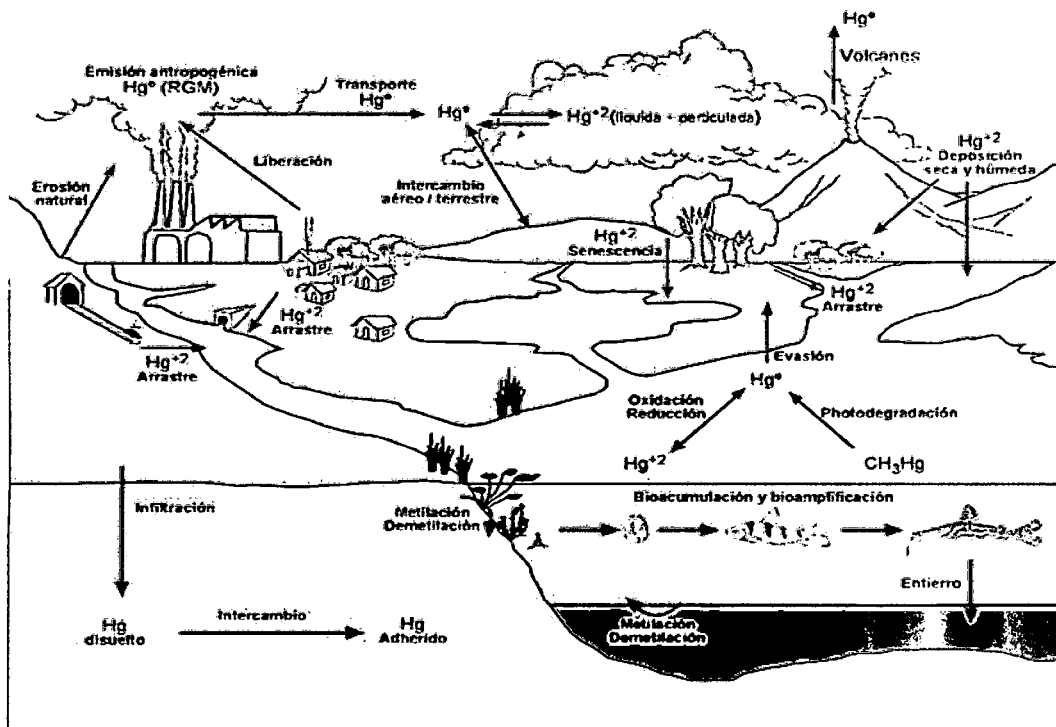 Hg°
Volcanes
Emisión antropogénica
Hg° (RGM)
Transporte
Hg°
Hg°
Hg+2 (líquida + particulada)
Hg+2
Deposición
seca y húmeda
Liberación
Erosión
natural
Intercambio
aéreo / terrestre
Hg+2
Senescencia
Hg+2
Arrastre
Hg+2
Arrastre
Hg+2
Arrastre
Evasión
Hg°
Oxidación
Reducción
Photodegradación
Hg+2
CH3Hg
Infiltración
Metilación
Demetilación
Bioacumulación y bioamplificación
Entierro
Hg
disuelto
Intercambio
Hg
Adherido
Metilación
Demetilación